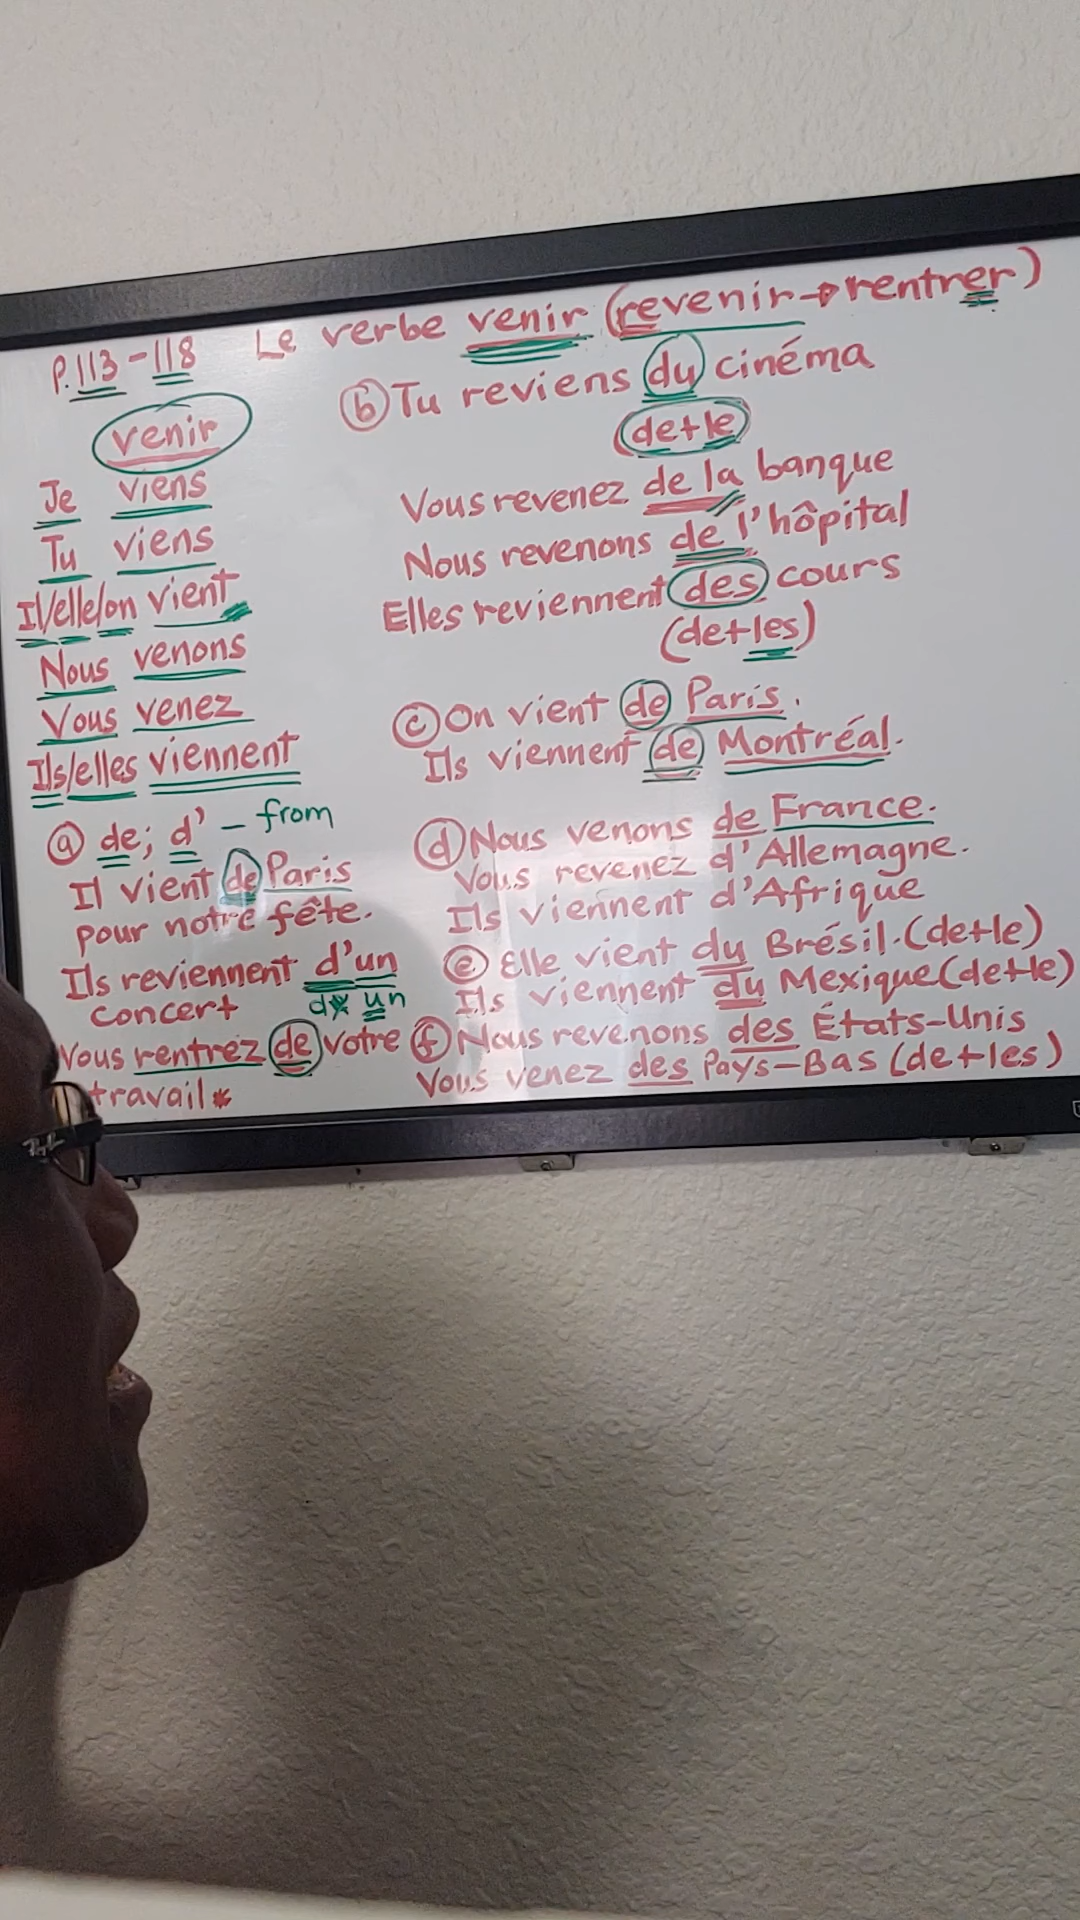 P.113-118 Le verbe venir (revenir→rentrer)
venir
Je viens
Tu viens
Il/elle/on vient
Nous venons
Vous venez
Ils/elles viennent
ⓐ de; d' - from
Il vient de Paris
pour notre fête.
Ils reviennent d'un
concert de un
Vous rentrez de votre
travail
ⓑ Tu reviens du cinéma
(de+le)
Vous revenez de la banque
Nous revenons de l'hôpital
Elles reviennent des cours
(de+les)
ⓒ On vient de Paris.
Ils viennent de Montréal.
ⓓ Nous venons de France.
Vous revenez d'Allemagne.
Ils viennent d'Afrique
ⓔ Elle vient du Brésil.(de+le)
Ils viennent du Mexique(de+le)
ⓕ Nous revenons des États-Unis
Vous venez des Pays-Bas (de+les)